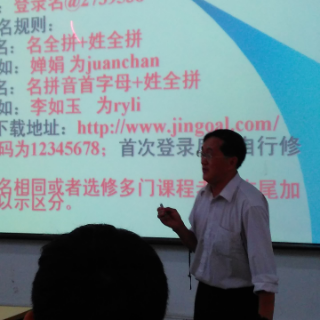 ：登录名@2739580
名规则：
名：名全拼+姓全拼
如：婵娟 为juanchan
名：名拼音首字母+姓全拼
如：李如玉 为ryli
下载地址：http://www.jingoal.com/
码为12345678；首次登录 自行修
名相同或者选修多门课程 尾加
以示区分。